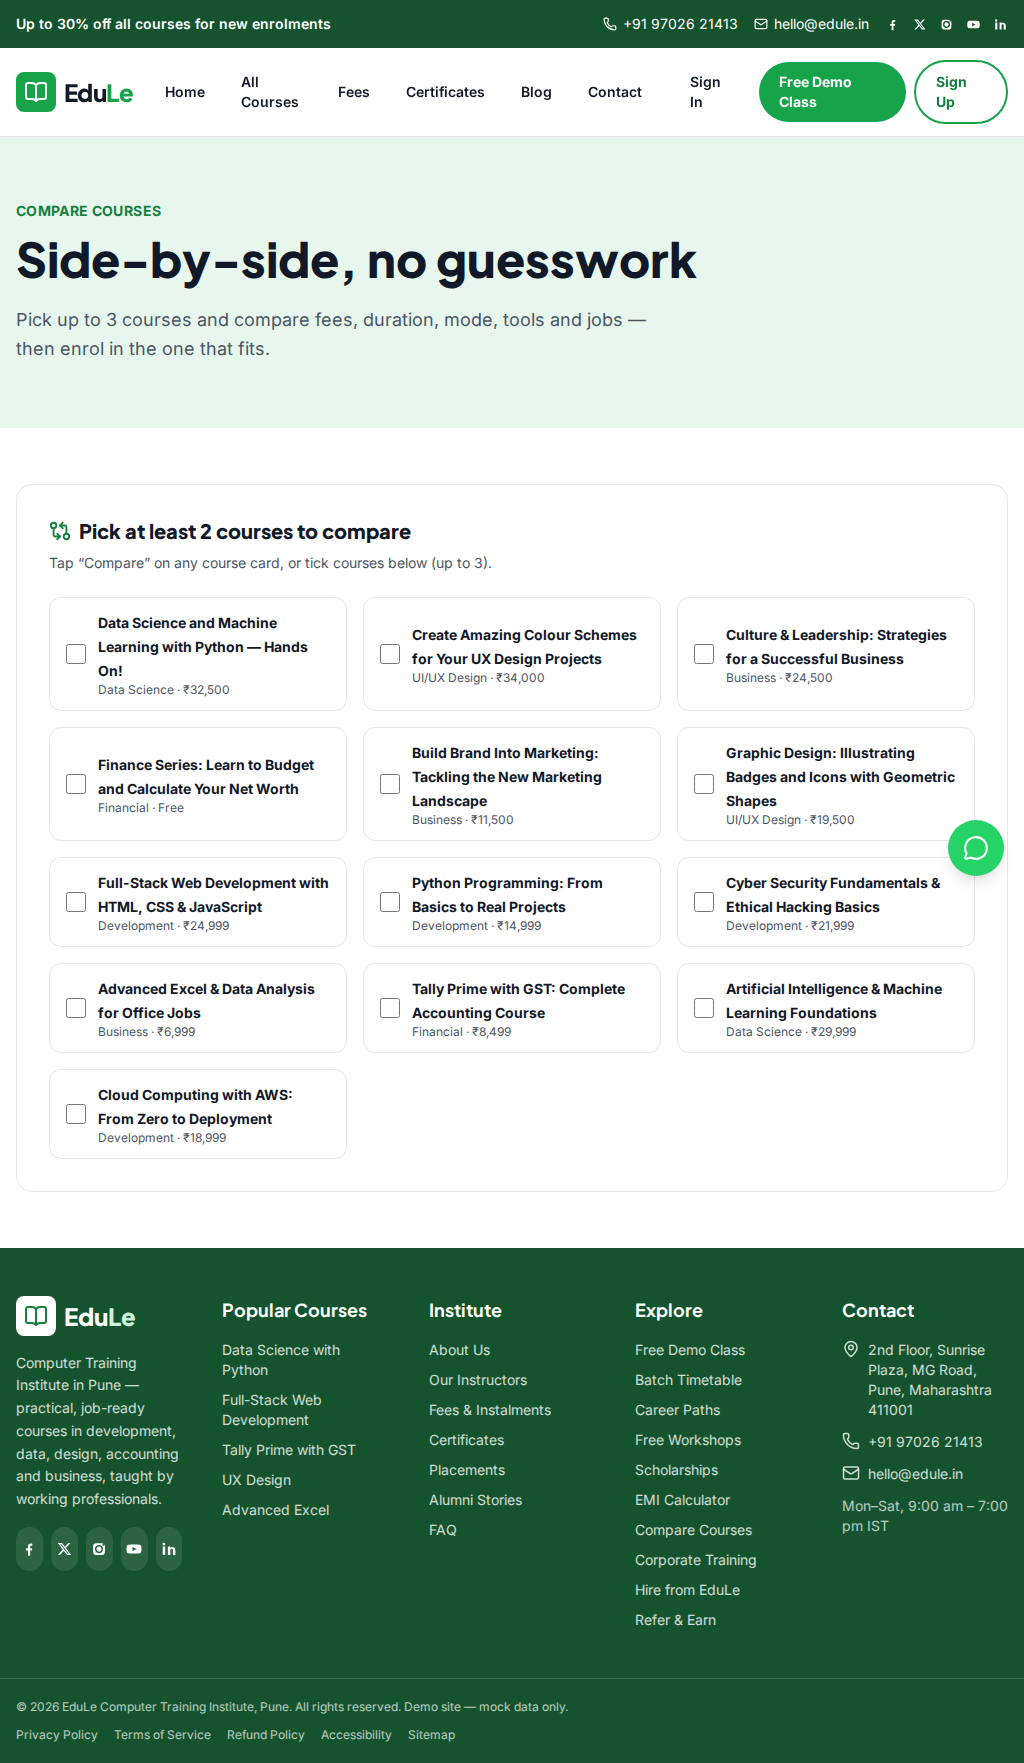 Up to 30% off all courses for new enrolments
+91 97026 21413
hello@edule.in
EduLe
Home
All
Courses
Fees
Certificates
Blog
Contact
Sign
In
Free Demo
Class
Sign
Up
COMPARE COURSES
Side-by-side, no guesswork
Pick up to 3 courses and compare fees, duration, mode, tools and jobs —
then enrol in the one that fits.
Pick at least 2 courses to compare
Tap “Compare” on any course card, or tick courses below (up to 3).
Data Science and Machine
Learning with Python — Hands
On!
Data Science · ₹32,500
Create Amazing Colour Schemes
for Your UX Design Projects
UI/UX Design · ₹34,000
Culture & Leadership: Strategies
for a Successful Business
Business · ₹24,500
Finance Series: Learn to Budget
and Calculate Your Net Worth
Financial · Free
Build Brand Into Marketing:
Tackling the New Marketing
Landscape
Business · ₹11,500
Graphic Design: Illustrating
Badges and Icons with Geometric
Shapes
UI/UX Design · ₹19,500
Full-Stack Web Development with
HTML, CSS & JavaScript
Development · ₹24,999
Python Programming: From
Basics to Real Projects
Development · ₹14,999
Cyber Security Fundamentals &
Ethical Hacking Basics
Development · ₹21,999
Advanced Excel & Data Analysis
for Office Jobs
Business · ₹6,999
Tally Prime with GST: Complete
Accounting Course
Financial · ₹8,499
Artificial Intelligence & Machine
Learning Foundations
Data Science · ₹29,999
Cloud Computing with AWS:
From Zero to Deployment
Development · ₹18,999
EduLe
Computer Training
Institute in Pune —
practical, job-ready
courses in development,
data, design, accounting
and business, taught by
working professionals.
Popular Courses
Data Science with
Python
Full-Stack Web
Development
Tally Prime with GST
UX Design
Advanced Excel
Institute
About Us
Our Instructors
Fees & Instalments
Certificates
Placements
Alumni Stories
FAQ
Explore
Free Demo Class
Batch Timetable
Career Paths
Free Workshops
Scholarships
EMI Calculator
Compare Courses
Corporate Training
Hire from EduLe
Refer & Earn
Contact
2nd Floor, Sunrise
Plaza, MG Road,
Pune, Maharashtra
411001
+91 97026 21413
hello@edule.in
Mon–Sat, 9:00 am – 7:00
pm IST
© 2026 EduLe Computer Training Institute, Pune. All rights reserved. Demo site — mock data only.
Privacy Policy
Terms of Service
Refund Policy
Accessibility
Sitemap